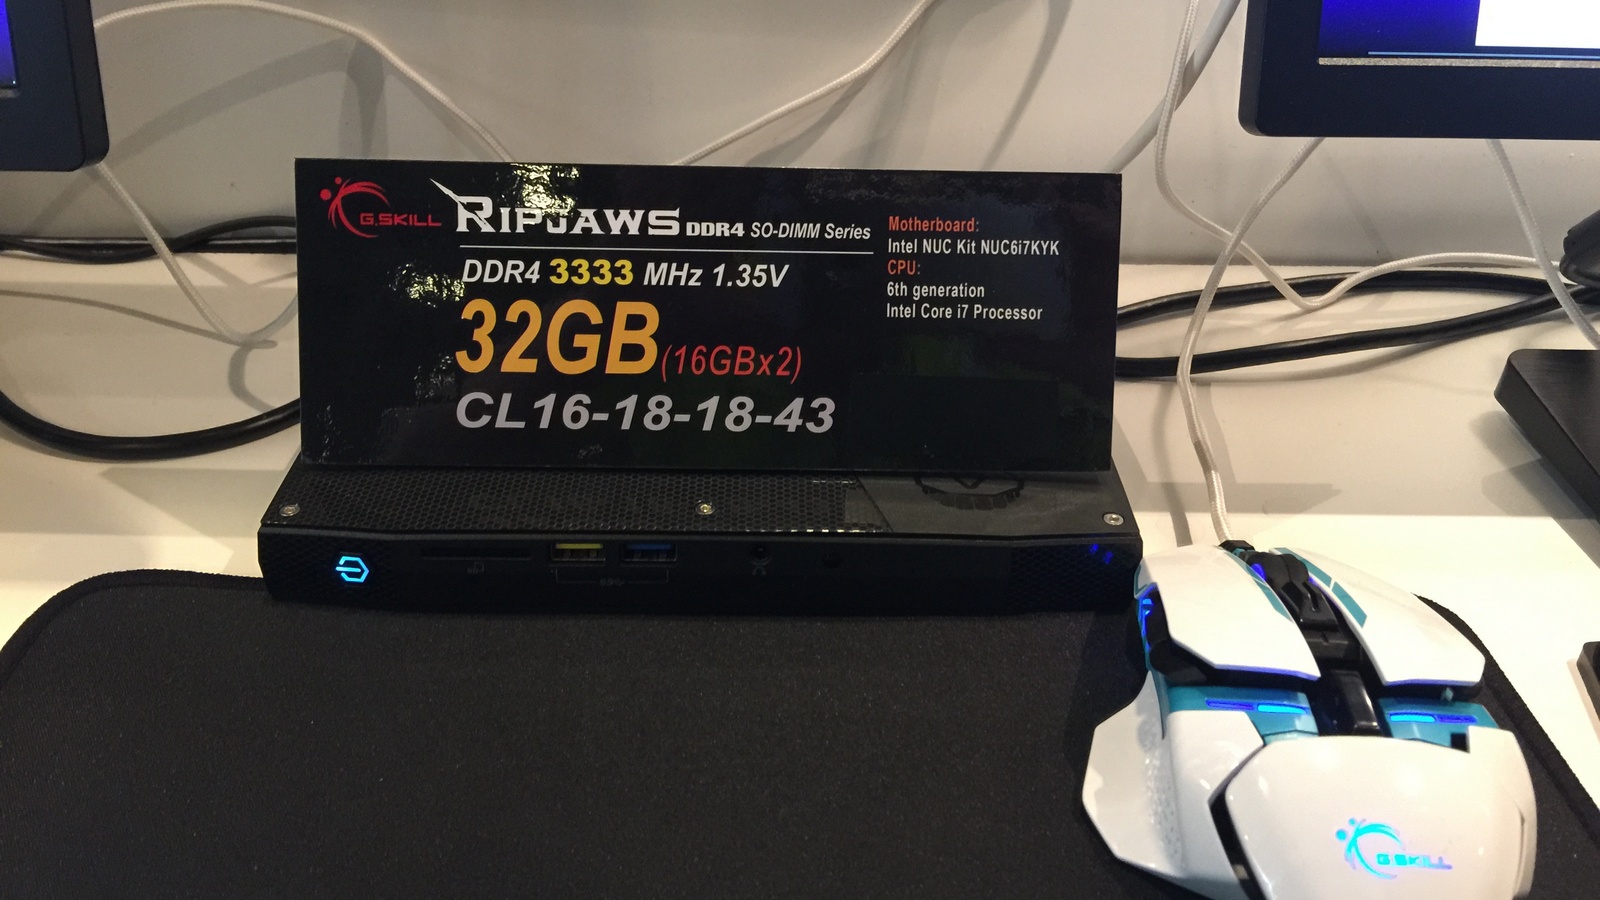 G.SKILL
RIPJAWS DDR4 SO-DIMM Series
DDR4 3333 MHz 1.35V
32GB (16GBx2)
CL16-18-18-43
Motherboard:
Intel NUC Kit NUC6i7KYK
CPU:
6th generation
Intel Core i7 Processor
G.SKILL